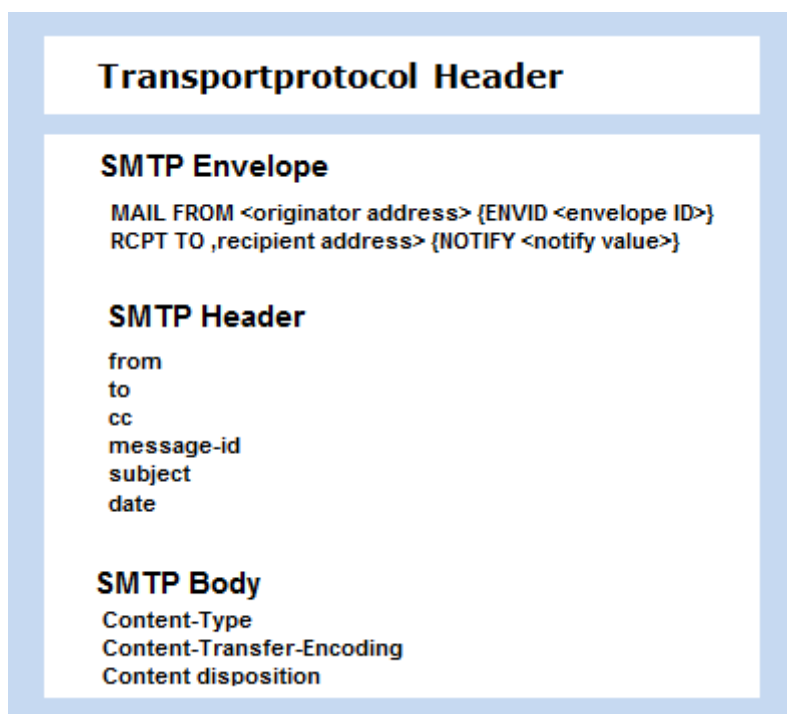 Transportprotocol Header
SMTP Envelope
MAIL FROM <originator address> {ENVID <envelope ID>}
RCPT TO ,recipient address> {NOTIFY <notify value>}
SMTP Header
from
to
cc
message-id
subject
date
SMTP Body
Content-Type
Content-Transfer-Encoding
Content disposition